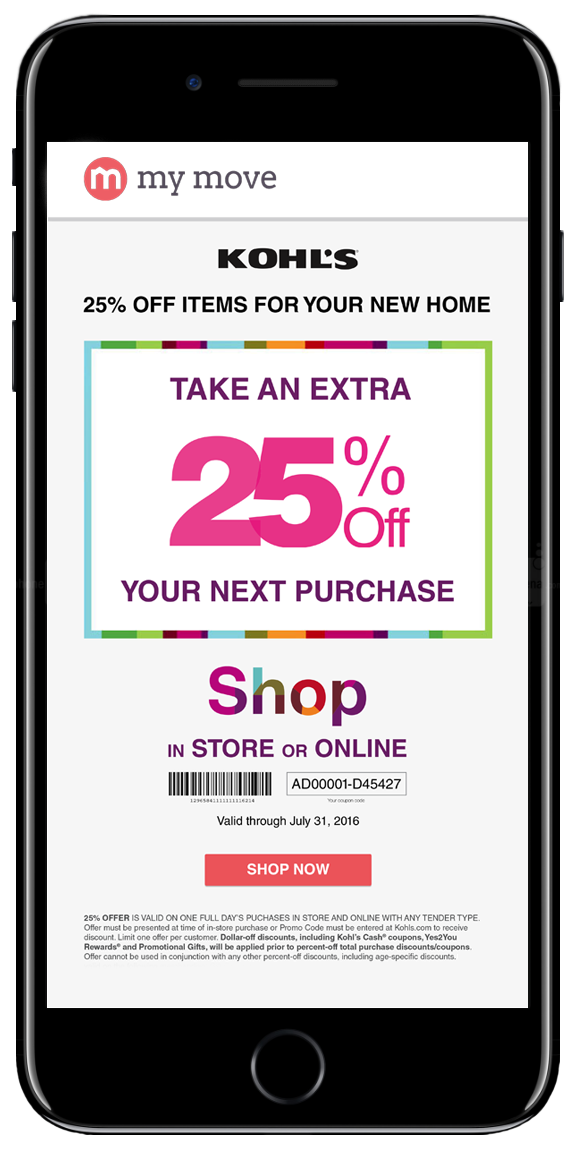 my move
KOHL'S
25% OFF ITEMS FOR YOUR NEW HOME
TAKE AN EXTRA
25% Off
YOUR NEXT PURCHASE
Shop
IN STORE OR ONLINE
AD00001-D45427
Your coupon code
Valid through July 31, 2016
SHOP NOW
25% OFFER IS VALID ON ONE FULL DAY'S PUCHASES IN STORE AND ONLINE WITH ANY TENDER TYPE.
Offer must be presented at time of in-store purchase or Promo Code must be entered at Kohls.com to receive
discount. Limit one offer per customer. Dollar-off discounts, including Kohl's Cash® coupons, Yes2You
Rewards® and Promotional Gifts, will be applied prior to percent-off total purchase discounts/coupons.
Offer cannot be used in conjunction with any other percent-off discounts, including age-specific discounts.